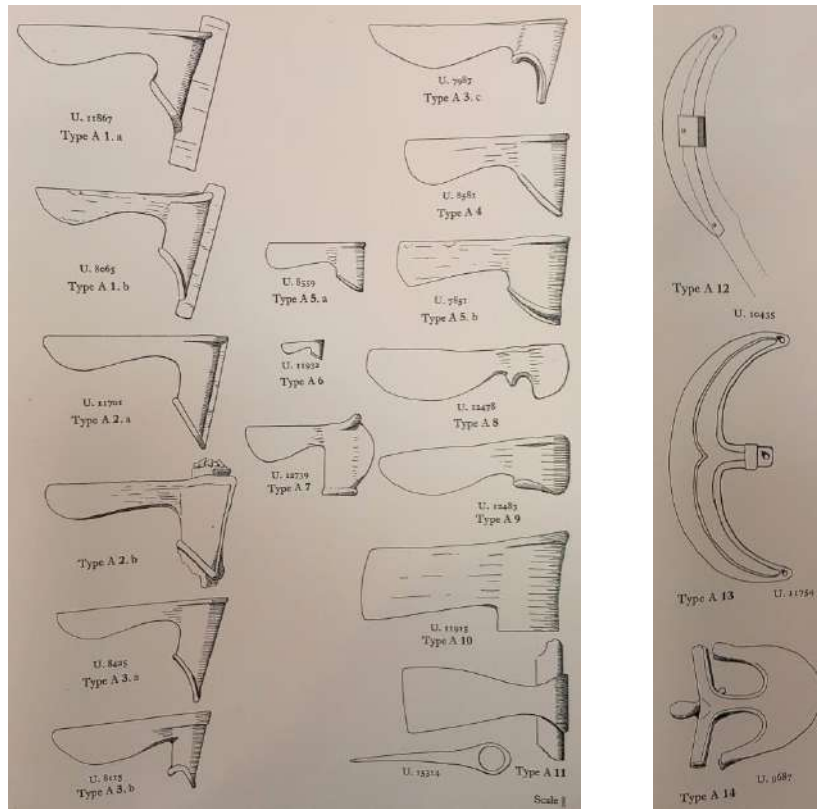 U. 11867
Type A 1. a
U. 8065
Type A 1. b
U. 11701
Type A 2. a
Type A 2. b
U. 8425
Type A 3. a
U. 8115
Type A 3. b
U. 8559
Type A 5. a
U. 11932
Type A 6
U. 12739
Type A 7
U. 7987
Type A 3. c
U. 8581
Type A 4
U. 7851
Type A 5. b
U. 12478
Type A 8
U. 12483
Type A 9
U. 11915
Type A 10
U. 15314
Type A 11
Scale
Type A 12
U. 10435
Type A 13
U. 11754
Type A 14
U. 9687